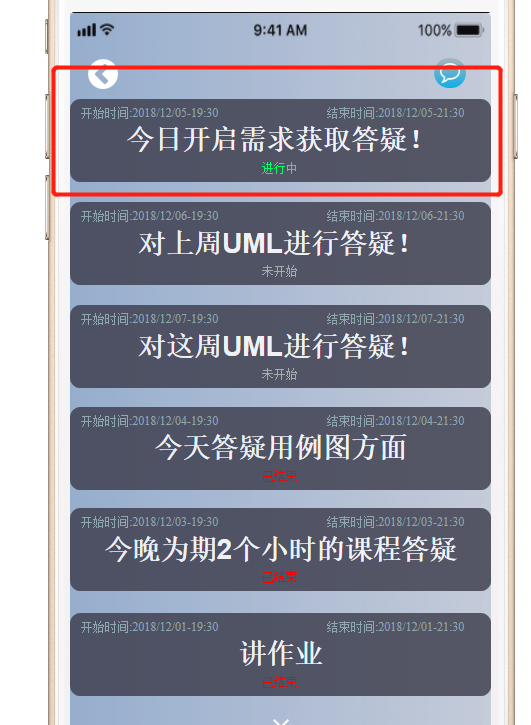 9:41 AM 100%
开始时间:2018/12/05-19:30 结束时间:2018/12/05-21:30
今日开启需求获取答疑！
进行中
开始时间:2018/12/06-19:30 结束时间:2018/12/06-21:30
对上周UML进行答疑！
未开始
开始时间:2018/12/07-19:30 结束时间:2018/12/07-21:30
对这周UML进行答疑！
未开始
开始时间:2018/12/04-19:30 结束时间:2018/12/04-21:30
今天答疑用例图方面
已结束
开始时间:2018/12/03-19:30 结束时间:2018/12/03-21:30
今晚为期2个小时的课程答疑
已结束
开始时间:2018/12/01-19:30 结束时间:2018/12/01-21:30
讲作业
已结束